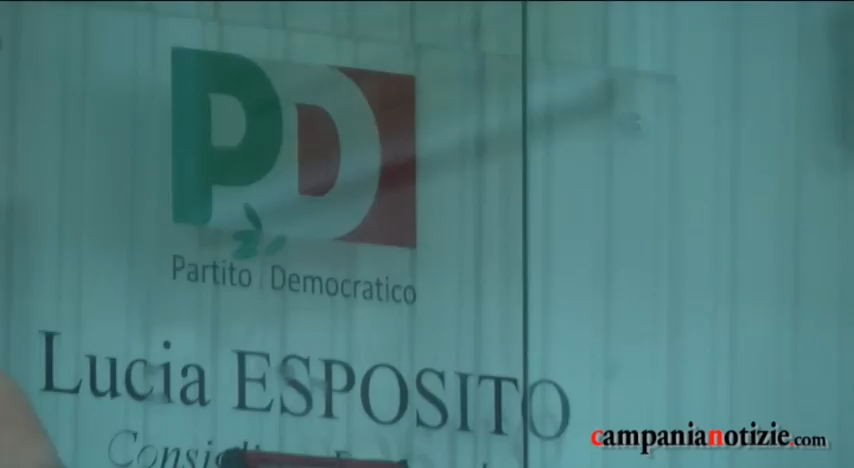 PD
Partito Democratico
Lucia ESPOSITO
campanianotizie.com